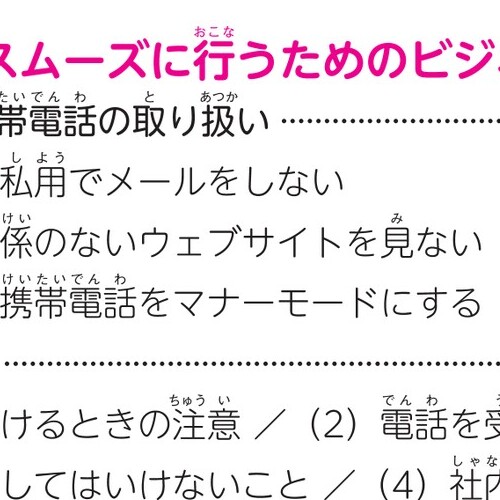 スムーズに行うためのビジ
帯電話の取り扱い
私用でメールをしない
係のないウェブサイトを見ない
携帯電話をマナーモードにする
けるときの注意 ／（2）電話を受
してはいけないこと ／（4）社内